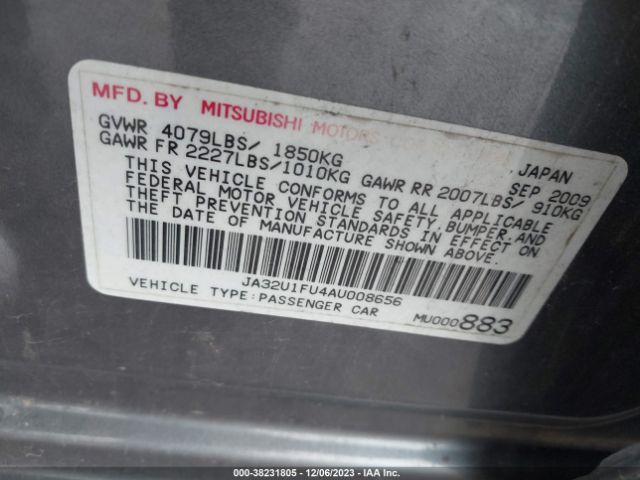 MFD. BY MITSUBISHI MOTORS
JAPAN
GVWR 4079LBS/ 1850KG SEP 2009
GAWR FR 2227LBS/1010KG GAWR RR 2007LBS/ 910KG
THIS VEHICLE CONFORMS TO ALL APPLICABLE
FEDERAL MOTOR VEHICLE SAFETY,BUMPER,AND
THEFT PREVENTION STANDARDS IN EFFECT ON
THE DATE OF MANUFACTURE SHOWN ABOVE.
JA32U1FU4AU008656
VEHICLE TYPE:PASSENGER CAR MU000883
000-38231805 | 12/06/2023 | IAA Inc.